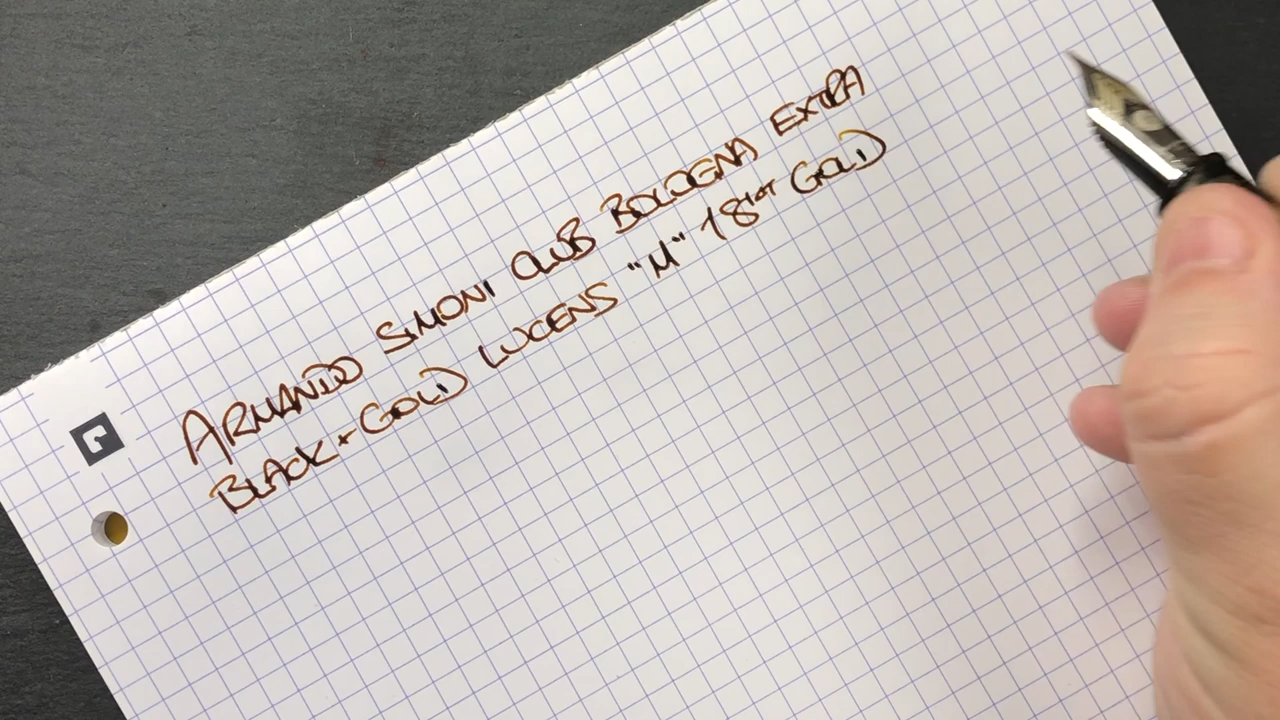 ARMANDO SIMONI CLUB BOLOGNA EXTRA
BLACK + GOLD LUCENS "M" 18KT GOLD